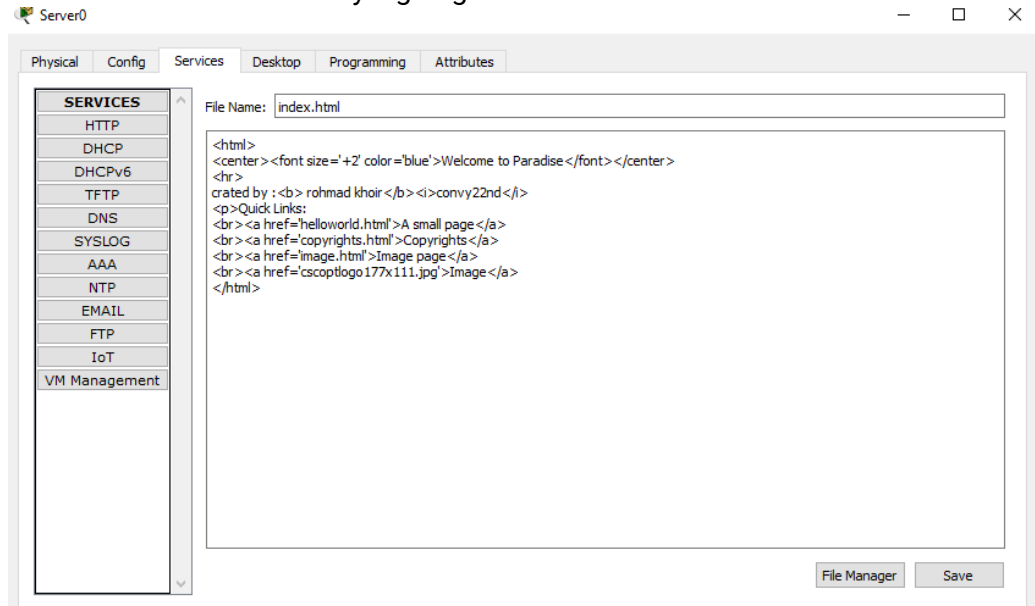 Server0
Physical Config Services Desktop Programming Attributes
SERVICES
HTTP
DHCP
DHCPv6
TFTP
DNS
SYSLOG
AAA
NTP
EMAIL
FTP
IoT
VM Management
File Name: index.html
<html>
<center><font size='+2' color='blue'>Welcome to Paradise</font></center>
<hr>
crated by :<b> rohmad khoir</b><i>convy22nd</i>
<p>Quick Links:
<br><a href='helloworld.html'>A small page</a>
<br><a href='copyrights.html'>Copyrights</a>
<br><a href='image.html'>Image page</a>
<br><a href='cscoptlogo177x111.jpg'>Image</a>
</html>
File Manager Save